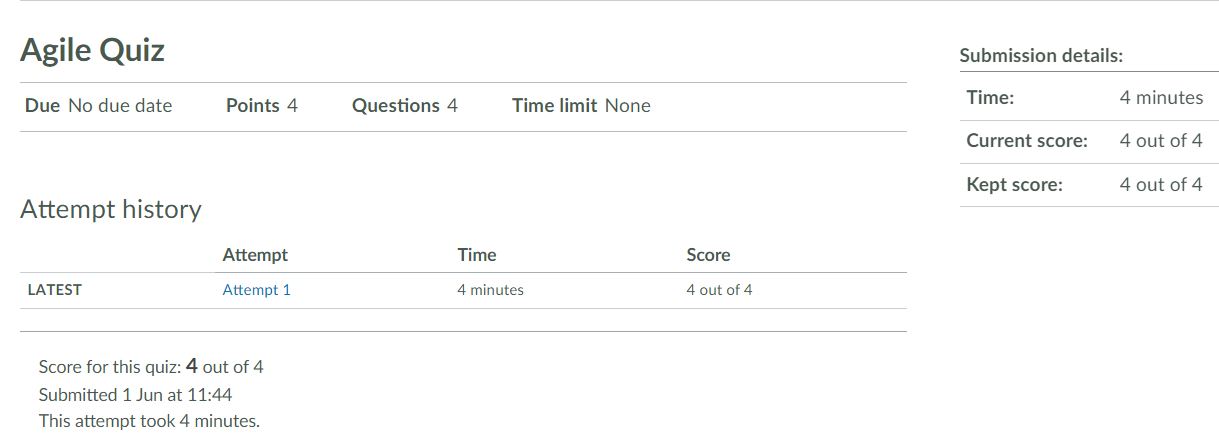 Agile Quiz
Due No due date Points 4 Questions 4 Time limit None
Attempt history
Attempt Time Score
LATEST Attempt 1 4 minutes 4 out of 4
Score for this quiz: 4 out of 4
Submitted 1 Jun at 11:44
This attempt took 4 minutes.
Submission details:
Time: 4 minutes
Current score: 4 out of 4
Kept score: 4 out of 4